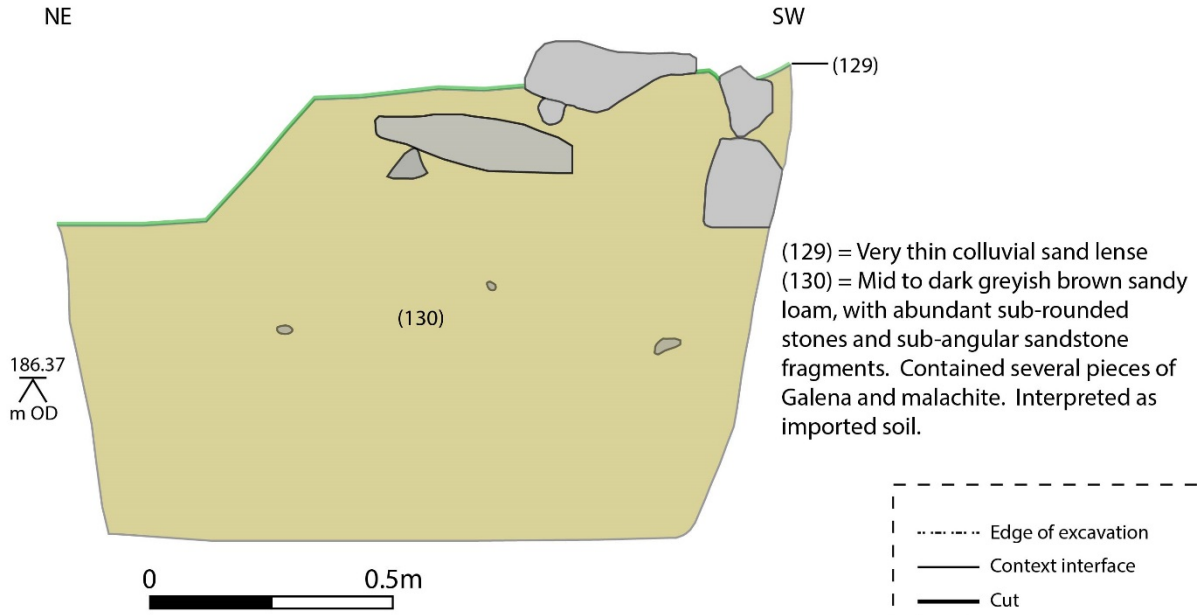 NE
SW
(129)
(129) = Very thin colluvial sand lense
(130) = Mid to dark greyish brown sandy
loam, with abundant sub-rounded
stones and sub-angular sandstone
fragments. Contained several pieces of
Galena and malachite. Interpreted as
imported soil.
(130)
186.37
m OD
0 0.5m
Edge of excavation
Context interface
Cut